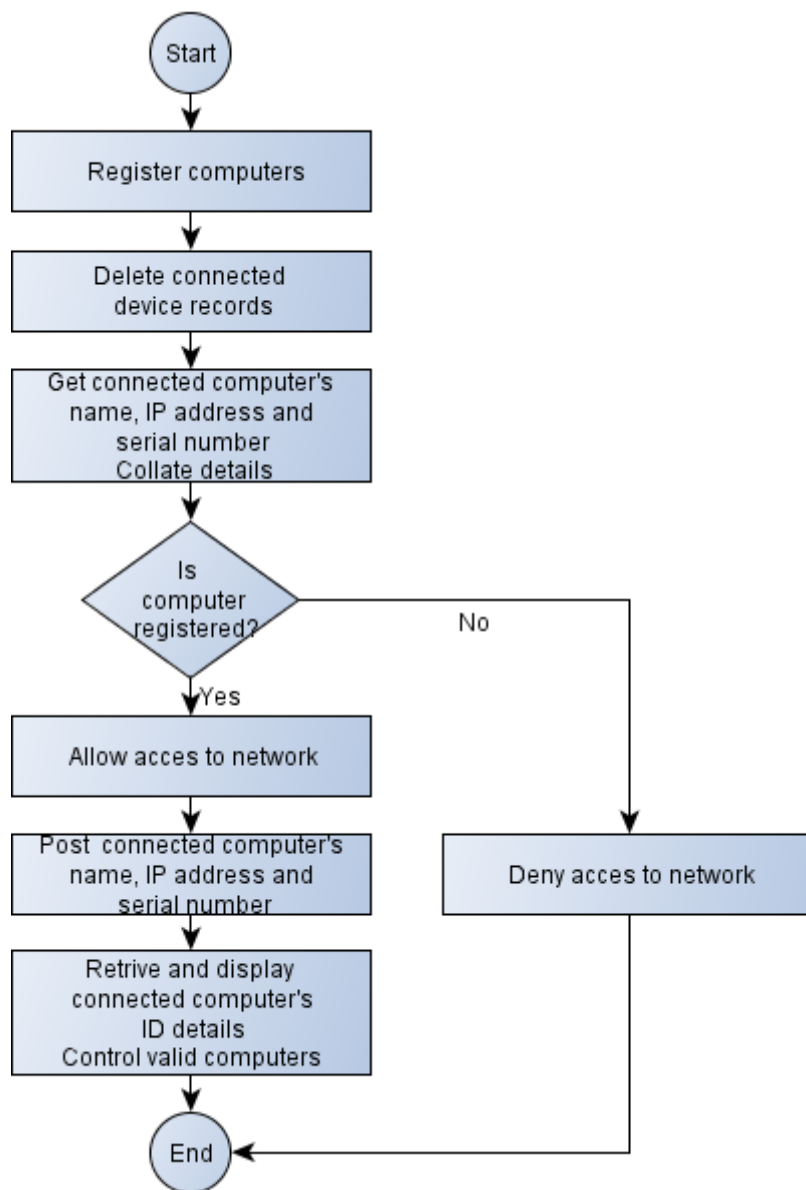 Start
Register computers
Delete connected
device records
Get connected computer's
name, IP address and
serial number
Collate details
Is
computer
registered?
No
Yes
Allow acces to network
Post connected computer's
name, IP address and
serial number
Deny acces to network
Retrive and display
connected computer's
ID details
Control valid computers
End